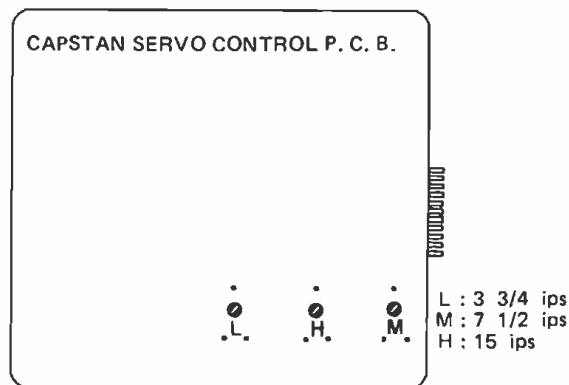 CAPSTAN SERVO CONTROL P. C. B.
L H M
L : 3 3/4 ips
M : 7 1/2 ips
H : 15 ips